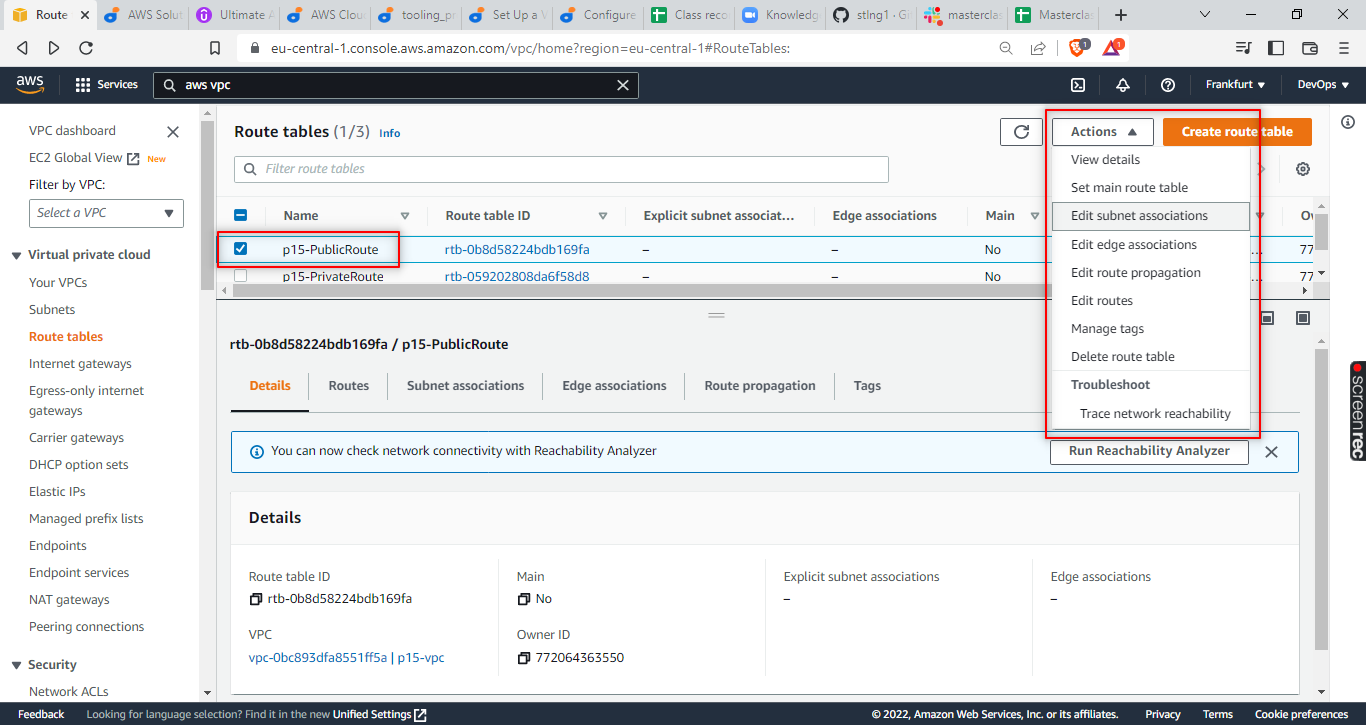 Route
AWS Solut
Ultimate A
AWS Clou
tooling_pr
Set Up a V
Configure
Class reco
Knowledg
stlng1 · Gi
masterclas
Masterclas
eu-central-1.console.aws.amazon.com/vpc/home?region=eu-central-1#RouteTables:
1
1
aws
Services
aws vpc
Frankfurt
DevOps
VPC dashboard
EC2 Global View New
Filter by VPC:
Select a VPC
Virtual private cloud
Your VPCs
Subnets
Route tables
Internet gateways
Egress-only internet
gateways
Carrier gateways
DHCP option sets
Elastic IPs
Managed prefix lists
Endpoints
Endpoint services
NAT gateways
Peering connections
Security
Network ACLs
Route tables (1/3) Info
Actions
Create route table
Filter route tables
Name Route table ID Explicit subnet associat... Edge associations Main Ow
p15-PublicRoute rtb-0b8d58224bdb169fa – – No ... 77
p15-PrivateRoute rtb-059202808da6f58d8 – – No ... 77
View details
Set main route table
Edit subnet associations
Edit edge associations
Edit route propagation
Edit routes
Manage tags
Delete route table
Troubleshoot
Trace network reachability
rtb-0b8d58224bdb169fa / p15-PublicRoute
Details Routes Subnet associations Edge associations Route propagation Tags
You can now check network connectivity with Reachability Analyzer
Run Reachability Analyzer
Details
Route table ID Main Explicit subnet associations Edge associations
rtb-0b8d58224bdb169fa No – –
VPC Owner ID
vpc-0bc893dfa8551ff5a | p15-vpc 772064363550
screenrec
Feedback Looking for language selection? Find it in the new Unified Settings © 2022, Amazon Web Services, Inc. or its affiliates. Privacy Terms Cookie preferences